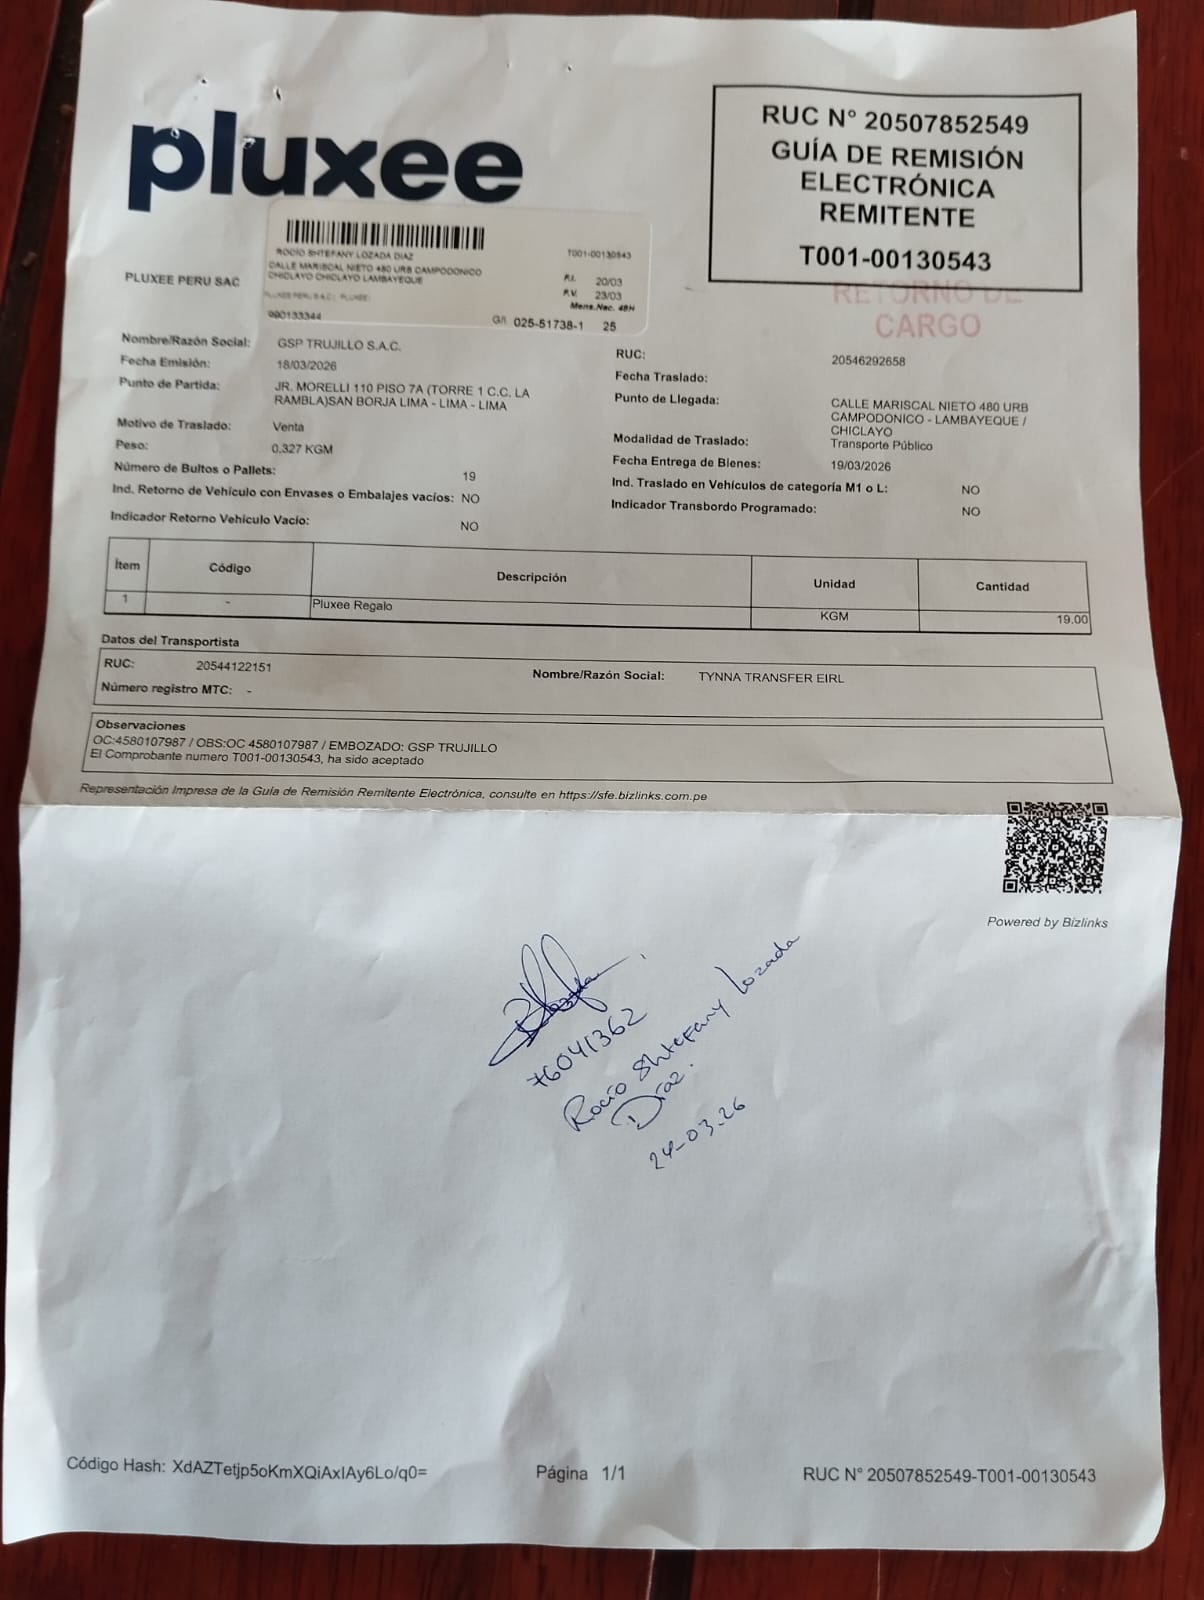 pluxee
RUC N° 20507852549
GUÍA DE REMISIÓN
ELECTRÓNICA
REMITENTE
T001-00130543
RETORNO DE
CARGO
PLUXEE PERU SAC
ROCIO SHTEFANY LOZADA DIAZ
T001-00130543
CALLE MARISCAL NIETO 480 URB CAMPODONICO
CHICLAYO CHICLAYO LAMBAYEQUE
F.I. 20/03
F.V. 23/03
PLUXEE PERU S.A.C. PLUXEE
Mens.Nac. 48H
000133344
G/I 025-51738-1 25
Nombre/Razón Social: GSP TRUJILLO S.A.C.
Fecha Emisión: 18/03/2026
Punto de Partida: JR. MORELLI 110 PISO 7A (TORRE 1 C.C. LA
RAMBLA)SAN BORJA LIMA - LIMA - LIMA
Motivo de Traslado: Venta
Peso: 0.327 KGM
Número de Bultos o Pallets: 19
Ind. Retorno de Vehículo con Envases o Embalajes vacíos: NO
Indicador Retorno Vehículo Vacío: NO
RUC: 20546292658
Fecha Traslado:
Punto de Llegada: CALLE MARISCAL NIETO 480 URB
CAMPODONICO - LAMBAYEQUE /
CHICLAYO
Modalidad de Traslado: Transporte Público
Fecha Entrega de Bienes: 19/03/2026
Ind. Traslado en Vehículos de categoría M1 o L: NO
Indicador Transbordo Programado: NO
Ítem Código Descripción Unidad Cantidad
1 - Pluxee Regalo KGM 19.00
Datos del Transportista
RUC: 20544122151 Nombre/Razón Social: TYNNA TRANSFER EIRL
Número registro MTC: -
Observaciones
OC:4580107987 / OBS:OC 4580107987 / EMBOZADO: GSP TRUJILLO
El Comprobante numero T001-00130543, ha sido aceptado
Representación Impresa de la Guía de Remisión Remitente Electrónica, consulte en https://sfe.bizlinks.com.pe
Powered by Bizlinks
76041362
Rocío Shtefany Lozada
Díaz.
24-03.26
Código Hash: XdAZTetjp5oKmXQiAxIAy6Lo/q0= Página 1/1 RUC N° 20507852549-T001-00130543